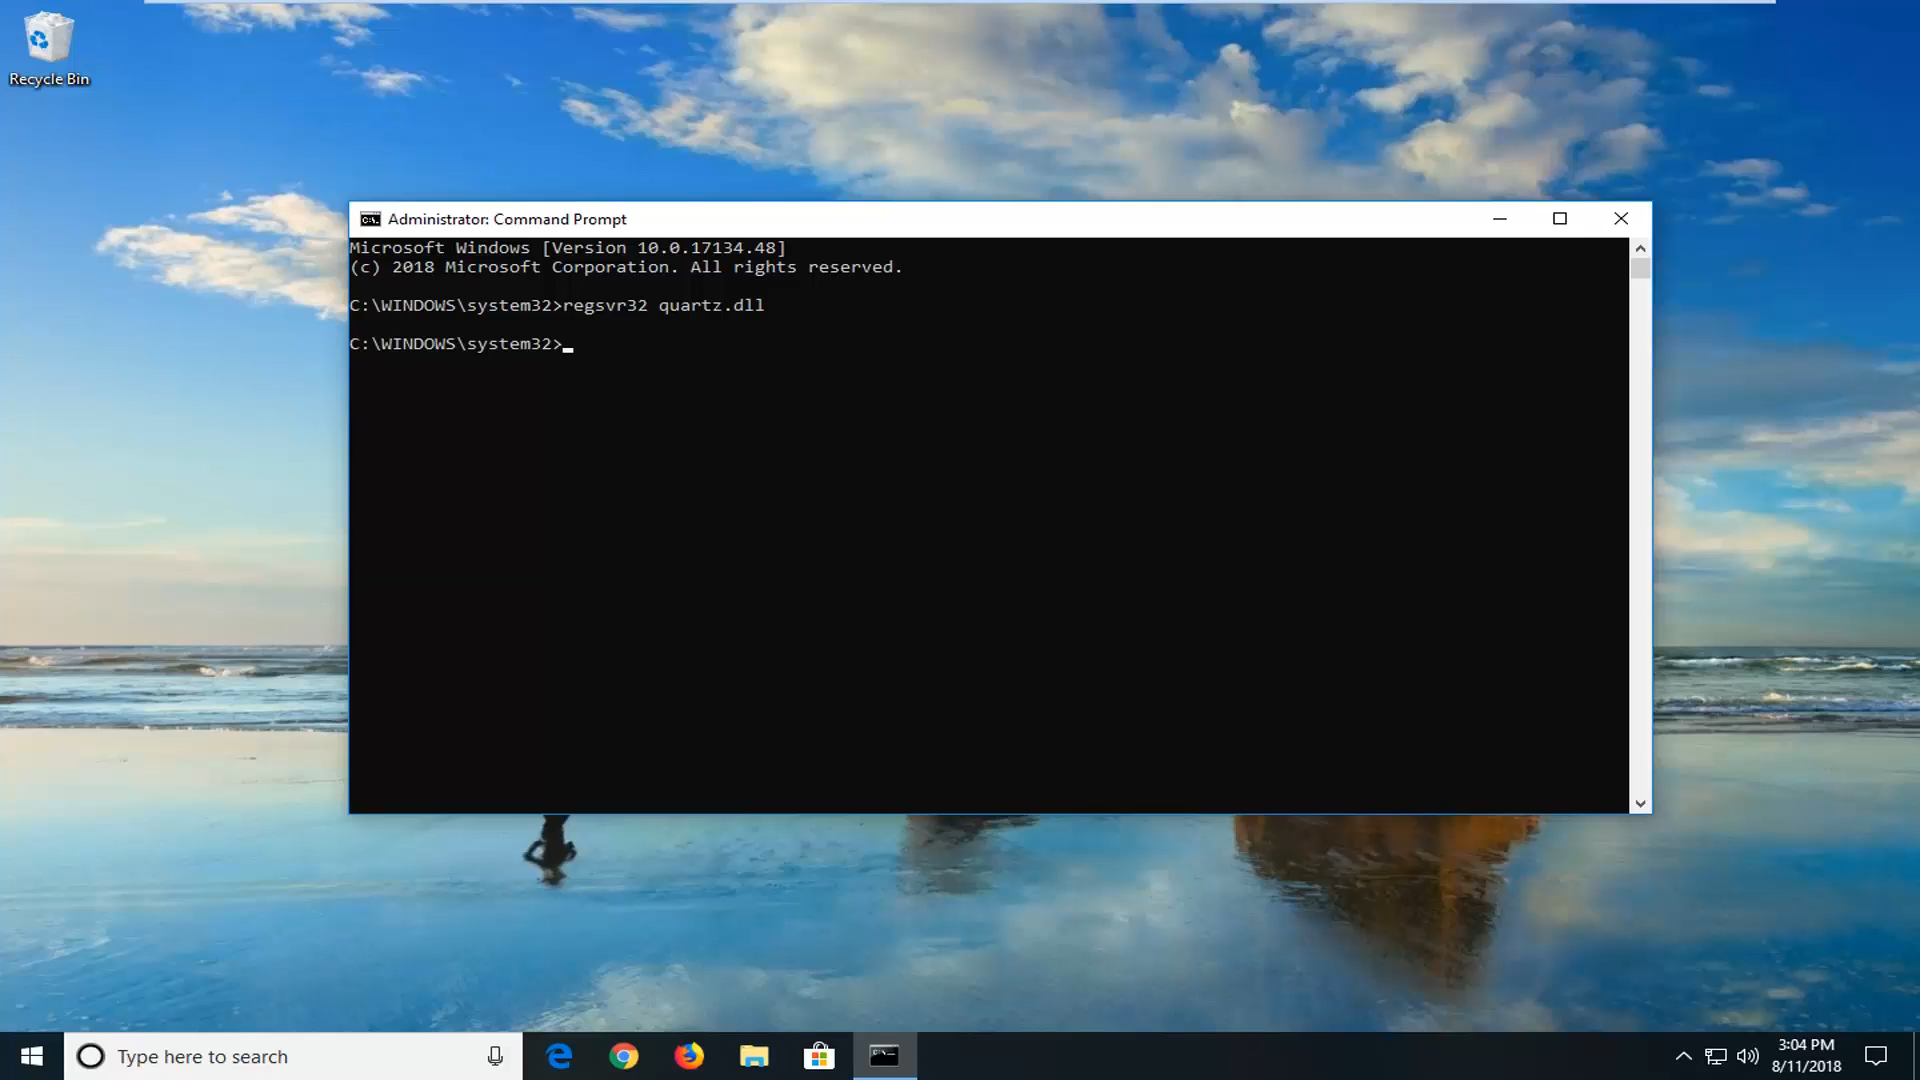 Recycle Bin
Administrator: Command Prompt
Microsoft Windows [Version 10.0.17134.48]
(c) 2018 Microsoft Corporation. All rights reserved.
C:\WINDOWS\system32>regsvr32 quartz.dll
C:\WINDOWS\system32>
Type here to search
3:04 PM
8/11/2018